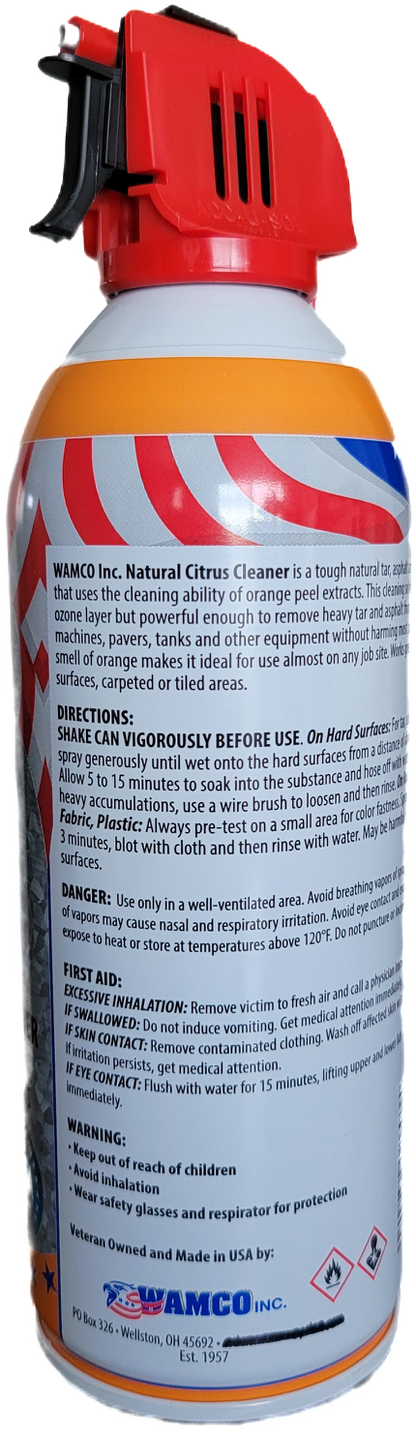 ACCU-SOL
WAMCO Inc. Natural Citrus Cleaner is a tough natural tar, asphalt
that uses the cleaning ability of orange peel extracts. This cleaning
ozone layer but powerful enough to remove heavy tar and asphalt
machines, pavers, tanks and other equipment without harming most
smell of orange makes it ideal for use almost on any job site. Works
surfaces, carpeted or tiled areas.
DIRECTIONS:
SHAKE CAN VIGOROUSLY BEFORE USE. On Hard Surfaces: For
spray generously until wet onto the hard surfaces from a distance of
Allow 5 to 15 minutes to soak into the substance and hose off with
heavy accumulations, use a wire brush to loosen and then rinse. On
Fabric, Plastic: Always pre-test on a small area for color fastness.
3 minutes, blot with cloth and then rinse with water. May be harmful
surfaces.
DANGER: Use only in a well-ventilated area. Avoid breathing vapors of
of vapors may cause nasal and respiratory irritation. Avoid eye contact and
expose to heat or store at temperatures above 120°F. Do not puncture or
FIRST AID:
EXCESSIVE INHALATION: Remove victim to fresh air and call a physician
IF SWALLOWED: Do not induce vomiting. Get medical attention immediately.
IF SKIN CONTACT: Remove contaminated clothing. Wash off affected skin
If irritation persists, get medical attention.
IF EYE CONTACT: Flush with water for 15 minutes, lifting upper and lower
immediately.
WARNING:
• Keep out of reach of children
• Avoid inhalation
• Wear safety glasses and respirator for protection
Veteran Owned and Made in USA by:
WAMCO INC.
PO Box 326 • Wellston, OH 45692 •
Est. 1957